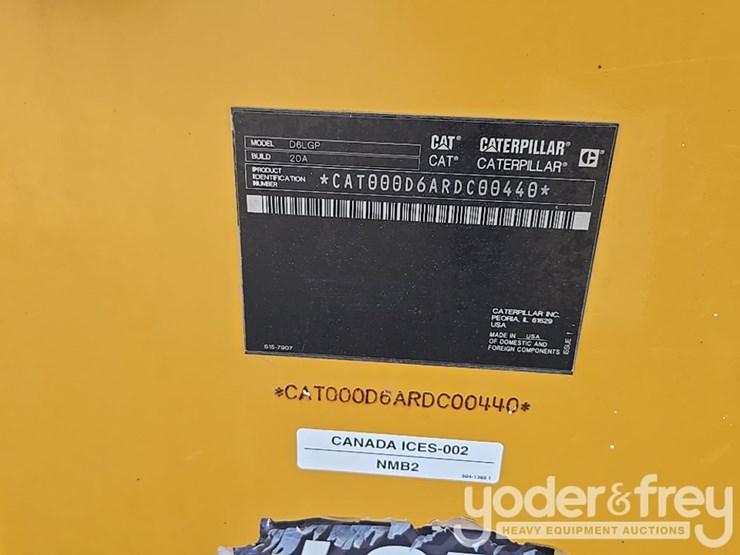 MODEL D6LGP
BUILD 20A
PRODUCT
IDENTIFICATION
NUMBER
*CAT000D6ARDC00440*
CAT® CATERPILLAR®
CAT® CATERPILLAR®
C
CATERPILLAR INC.
PEORIA, IL 61629
USA
MADE IN USA
OF DOMESTIC AND
FOREIGN COMPONENTS
ISSUE 1
615-7907
*CAT000D6ARDC00440*
CANADA ICES-002
NMB2
yoder&frey
HEAVY EQUIPMENT AUCTIONS